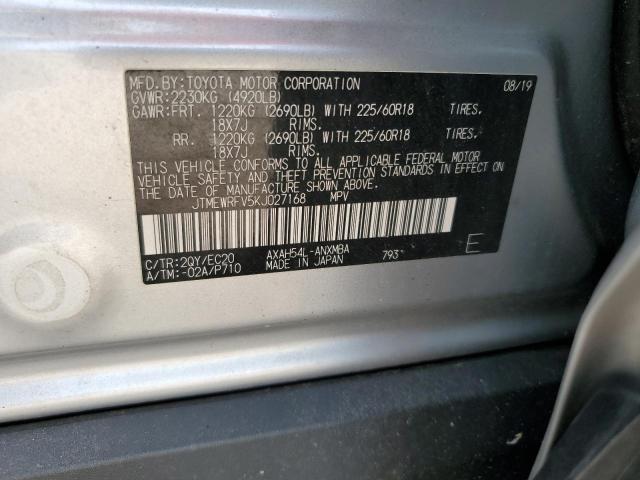 MFD.BY:TOYOTA MOTOR CORPORATION 08/19
GVWR:2230KG (4920LB)
GAWR:FRT. 1220KG (2690LB) WITH 225/60R18 TIRES.
18X7J RIMS.
RR. 1220KG (2690LB) WITH 225/60R18 TIRES.
18X7J RIMS.
THIS VEHICLE CONFORMS TO ALL APPLICABLE FEDERAL MOTOR
VEHICLE SAFETY AND THEFT PREVENTION STANDARDS IN EFFECT ON
THE DATE OF MANUFACTURE SHOWN ABOVE.
JTMEWRFV5KJ027168 MPV
C/TR:2QY/EC20 AXAH54L-ANXMBA 793 E
A/TM:-02A/P710 MADE IN JAPAN